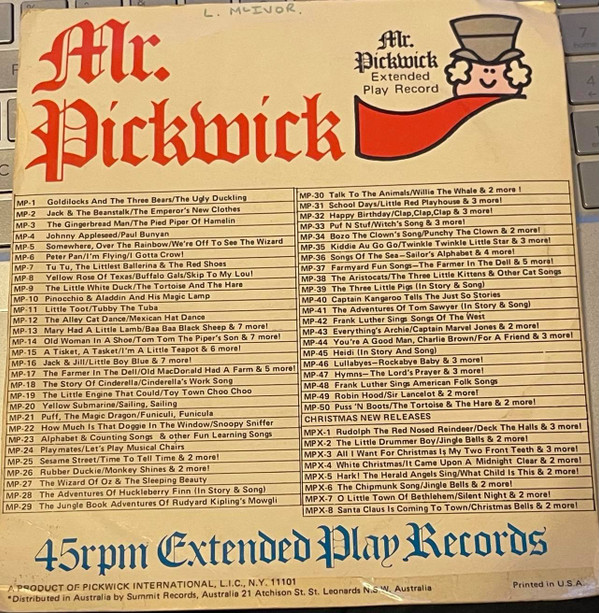 L. McIVOR.
Mr.
Pickwick
Mr.
Pickwick
Extended
Play Record
MP-1 Goldilocks And The Three Bears/The Ugly Duckling
MP-2 Jack & The Beanstalk/The Emperor's New Clothes
MP-3 The Gingerbread Man/The Pied Piper Of Hamelin
MP-4 Johnny Appleseed/Paul Bunyan
MP-5 Somewhere, Over The Rainbow/We're Off To See The Wizard
MP-6 Peter Pan/I'm Flying/I Gotta Crow!
MP-7 Tu Tu, The Littlest Ballerina & The Red Shoes
MP-8 Yellow Rose Of Texas/Buffalo Gals/Skip To My Lou!
MP-9 The Little White Duck/The Tortoise And The Hare
MP-10 Pinocchio & Aladdin And His Magic Lamp
MP-11 Little Toot/Tubby The Tuba
MP-12 The Alley Cat Dance/Mexican Hat Dance
MP-13 Mary Had A Little Lamb/Baa Baa Black Sheep & 7 more!
MP-14 Old Woman In A Shoe/Tom Tom The Piper's Son & 7 more!
MP-15 A Tisket, A Tasket/I'm A Little Teapot & 6 more!
MP-16 Jack & Jill/Little Boy Blue & 7 more!
MP-17 The Farmer In The Dell/Old MacDonald Had A Farm & 5 more!
MP-18 The Story Of Cinderella/Cinderella's Work Song
MP-19 The Little Engine That Could/Toy Town Choo Choo
MP-20 Yellow Submarine/Sailing, Sailing
MP-21 Puff, The Magic Dragon/Funiculi, Funicula
MP-22 How Much Is That Doggie In The Window/Snoopy Sniffer
MP-23 Alphabet & Counting Songs & other Fun Learning Songs
MP-24 Playmates/Let's Play Musical Chairs
MP-25 Sesame Street/Time To Tell Time & 2 more!
MP-26 Rubber Duckie/Monkey Shines & 2 more!
MP-27 The Wizard Of Oz & The Sleeping Beauty
MP-28 The Adventures Of Huckleberry Finn (In Story & Song)
MP-29 The Jungle Book Adventures Of Rudyard Kipling's Mowgli
MP-30 Talk To The Animals/Willie The Whale & 2 more !
MP-31 School Days/Little Red Playhouse & 3 more!
MP-32 Happy Birthday/Clap,Clap,Clap & 3 more!
MP-33 Puf N Stuf/Witch's Song & 3 more!
MP-34 Bozo The Clown's Song/Punchy The Clown & 2 more!
MP-35 Kiddie Au Go Go/Twinkle Twinkle Little Star & 3 more!
MP-36 Songs Of The Sea—Sailor's Alphabet & 4 more!
MP-37 Farmyard Fun Songs—The Farmer In The Dell & 5 more!
MP-38 The Aristocats/The Three Little Kittens & Other Cat Songs
MP-39 The Three Little Pigs (In Story & Song)
MP-40 Captain Kangaroo Tells The Just So Stories
MP-41 The Adventures Of Tom Sawyer (In Story & Song)
MP-42 Frank Luther Sings Songs Of The West
MP-43 Everything's Archie/Captain Marvel Jones & 2 more!
MP-44 You're A Good Man, Charlie Brown/For A Friend & 3 more!
MP-45 Heidi (In Story And Song)
MP-46 Lullabyes—Rockabye Baby & 3 more!
MP-47 Hymns—The Lord's Prayer & 3 more!
MP-48 Frank Luther Sings American Folk Songs
MP-49 Robin Hood/Sir Lancelot & 2 more!
MP-50 Puss 'N Boots/The Tortoise & The Hare & 2 more!
CHRISTMAS NEW RELEASES
MPX-1 Rudolph The Red Nosed Reindeer/Deck The Halls & 3 more!
MPX-2 The Little Drummer Boy/Jingle Bells & 2 more!
MPX-3 All I Want For Christmas Is My Two Front Teeth & 3 more!
MPX-4 White Christmas/It Came Upon A Midnight Clear & 2 more!
MPX-5 Hark! The Herald Angels Sing/What Child Is This & 2 more!
MPX-6 The Chipmunk Song/Jingle Bells & 2 more!
MPX-7 O Little Town Of Bethlehem/Silent Night & 2 more!
MPX-8 Santa Claus Is Coming To Town/Christmas Bells & 2 more!
45rpm Extended Play Records
A PRODUCT OF PICKWICK INTERNATIONAL, L.I.C., N.Y. 11101
*Distributed in Australia by Summit Records, Australia 21 Atchison St. St. Leonards N.S.W. Australia
Printed in U.S.A.